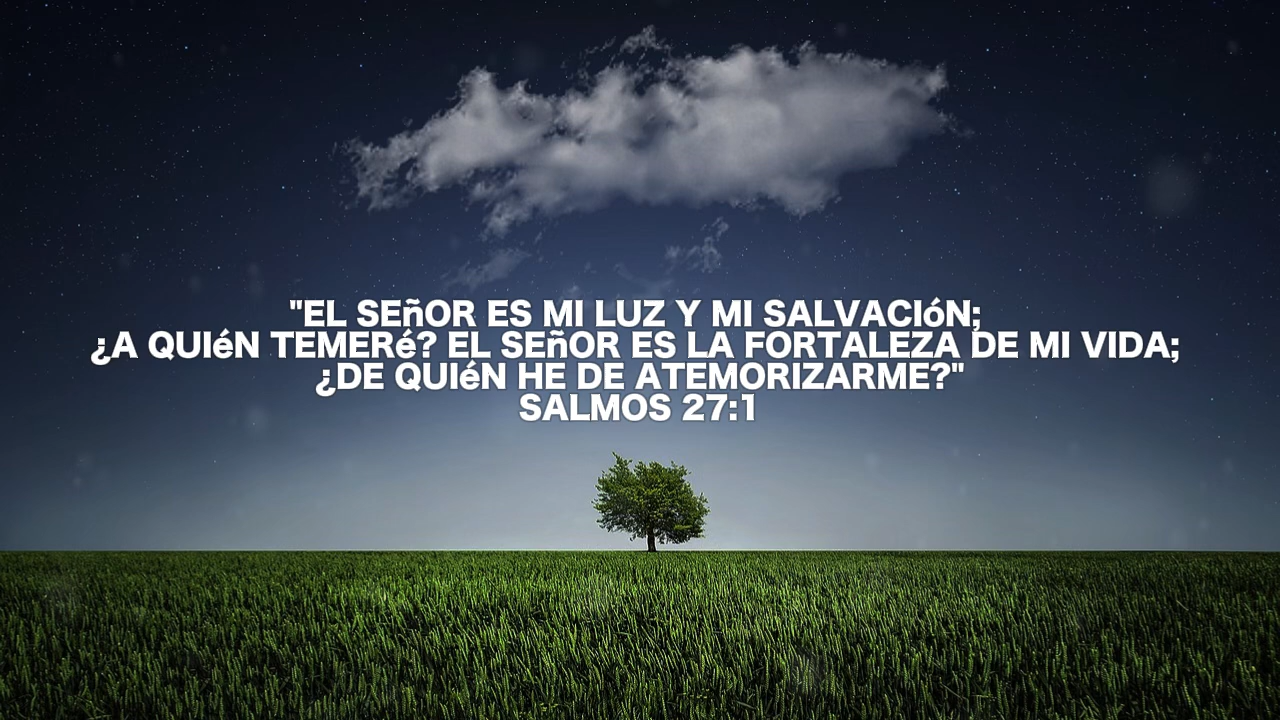 "EL SEñOR ES MI LUZ Y MI SALVACIóN;
¿A QUIéN TEMERé? EL SEñOR ES LA FORTALEZA DE MI VIDA;
¿DE QUIéN HE DE ATEMORIZARME?"
SALMOS 27:1